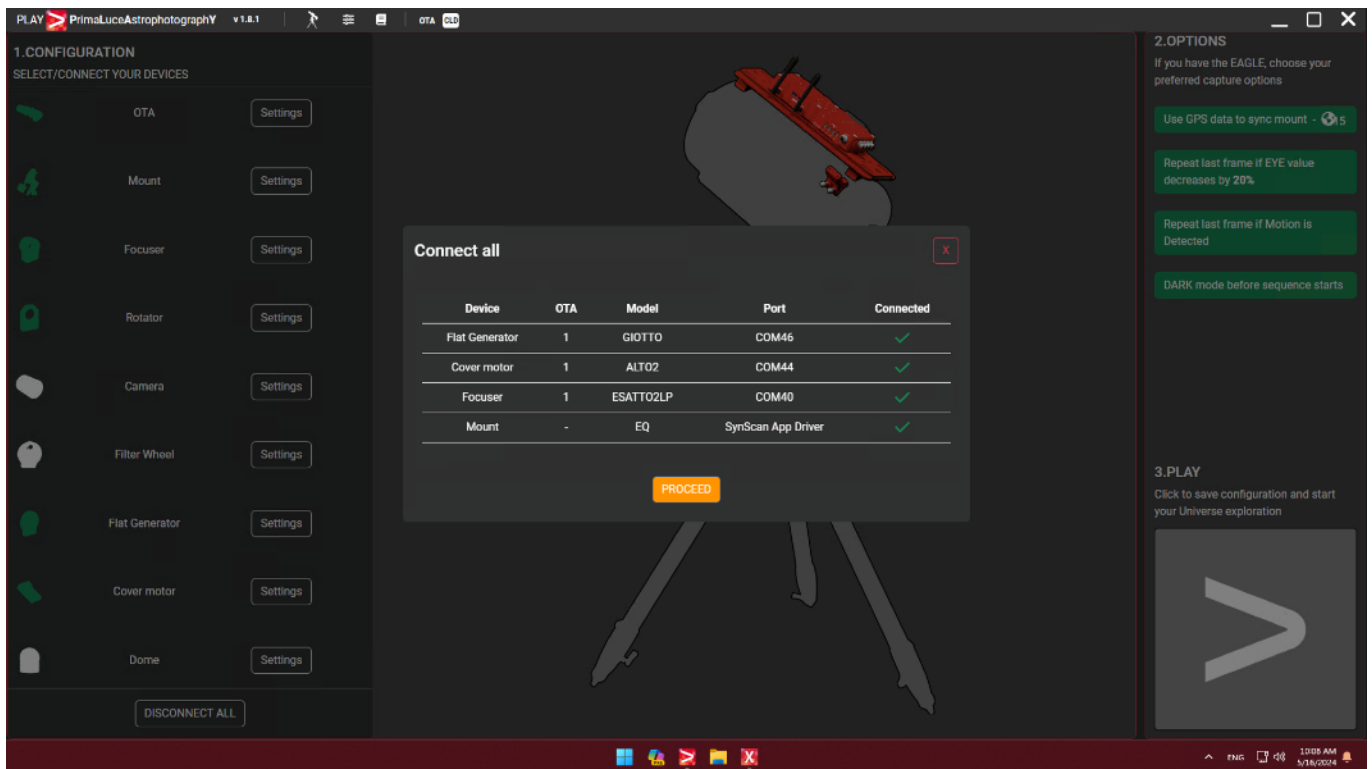 PLAY PrimaLuceAstrophotographY v 1.8.1 OTA CLD
1.CONFIGURATION
SELECT/CONNECT YOUR DEVICES
OTA Settings
Mount Settings
Focuser Settings
Rotator Settings
Camera Settings
Filter Wheel Settings
Flat Generator Settings
Cover motor Settings
Dome Settings
DISCONNECT ALL
Connect all X
Device OTA Model Port Connected
Flat Generator 1 GIOTTO COM46
Cover motor 1 ALTO2 COM44
Focuser 1 ESATTO2LP COM40
Mount - EQ SynScan App Driver
PROCEED
2.OPTIONS
If you have the EAGLE, choose your
preferred capture options
Use GPS data to sync mount - 15
Repeat last frame if EYE value
decreases by 20%
Repeat last frame if Motion is
Detected
DARK mode before sequence starts
3.PLAY
Click to save configuration and start
your Universe exploration
ENG
10:05 AM
5/16/2024